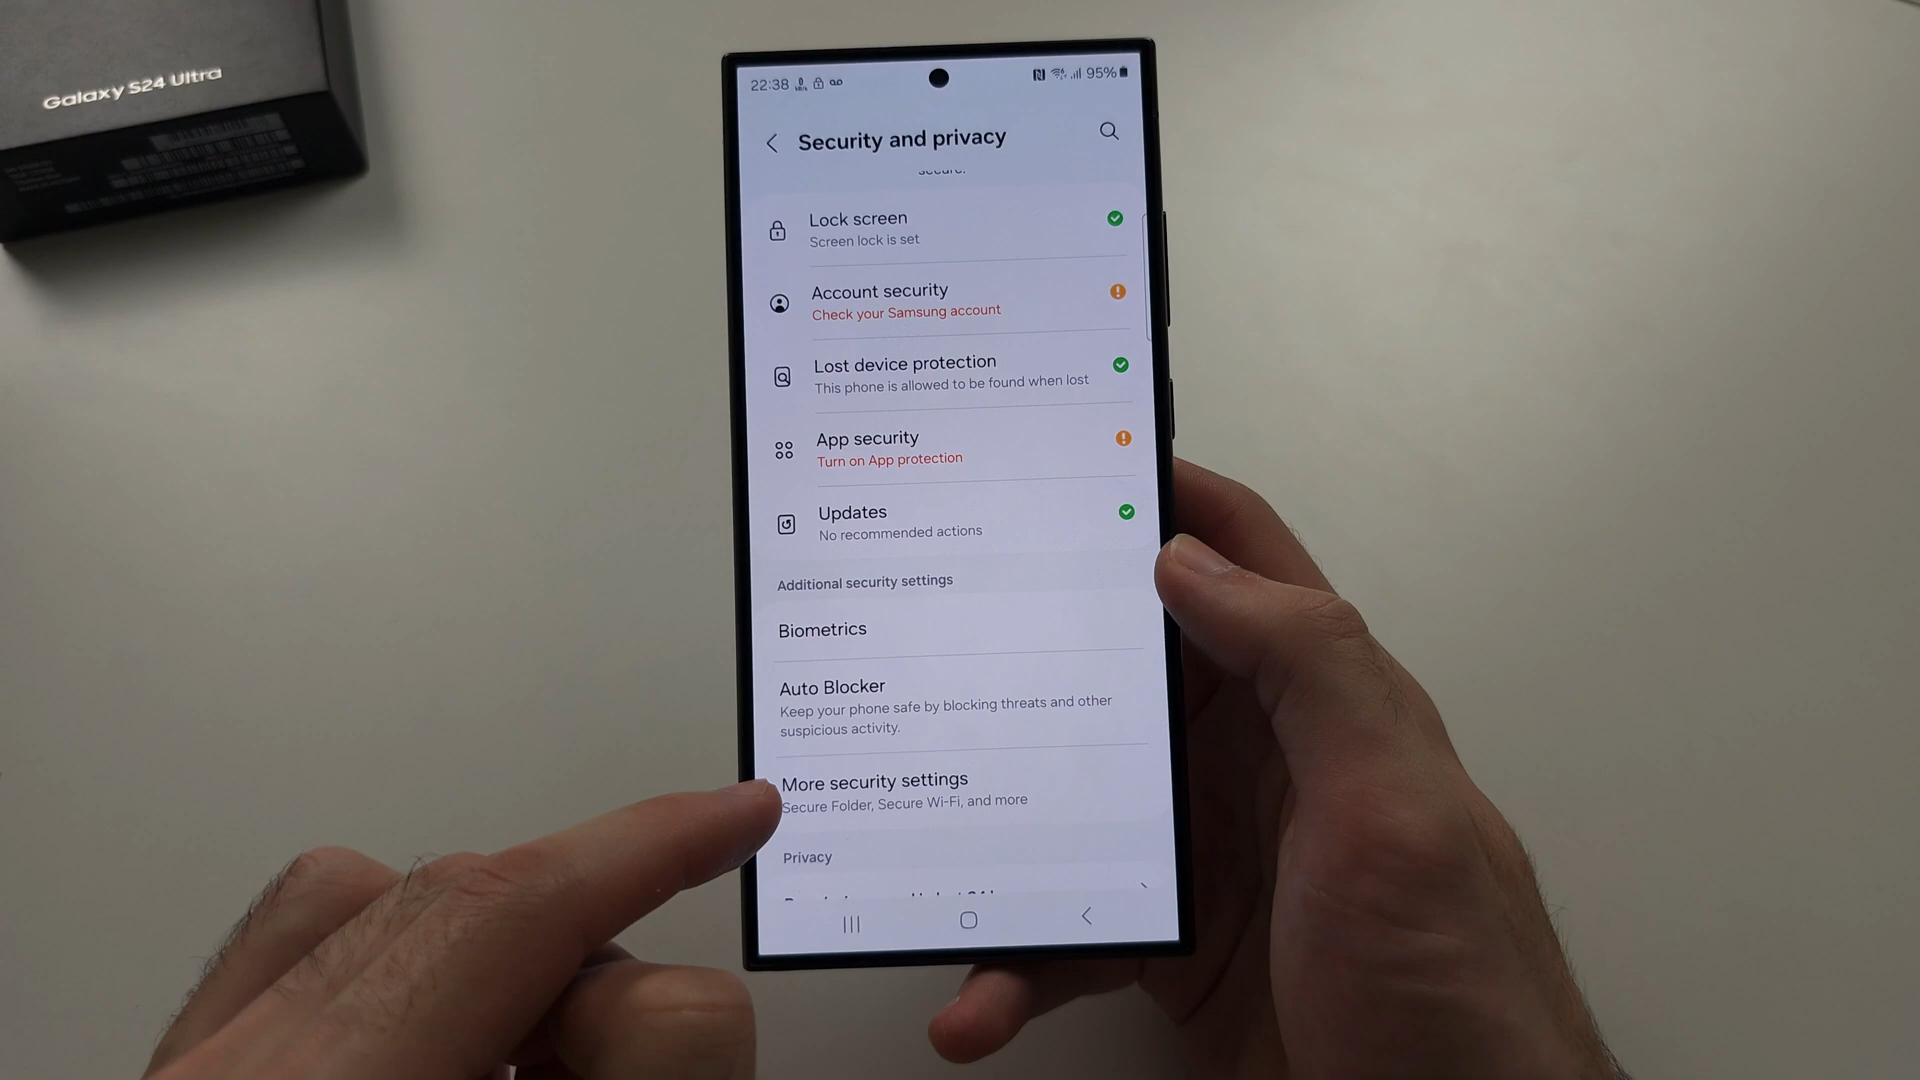 Galaxy S24 Ultra
22:38
95%
Security and privacy
secure.
Lock screen
Screen lock is set
Account security
Check your Samsung account
Lost device protection
This phone is allowed to be found when lost
App security
Turn on App protection
Updates
No recommended actions
Additional security settings
Biometrics
Auto Blocker
Keep your phone safe by blocking threats and other
suspicious activity.
More security settings
Secure Folder, Secure Wi-Fi, and more
Privacy